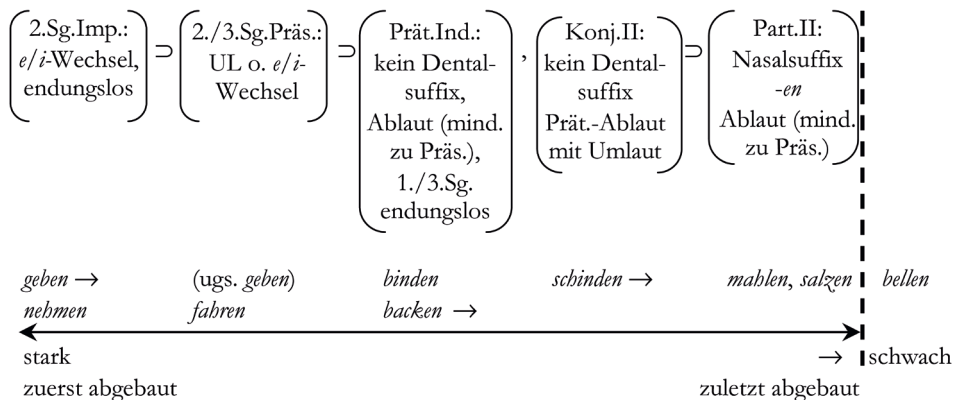 2.Sg.Imp.:
e/i-Wechsel,
endungslos
⊃
2./3.Sg.Präs.:
UL o. e/i-
Wechsel
⊃
Prät.Ind.:
kein Dental-
suffix,
Ablaut (mind.
zu Präs.),
1./3.Sg.
endungslos
,
Konj.II:
kein Dental-
suffix
Prät.-Ablaut
mit Umlaut
⊃
Part.II:
Nasalsuffix
-en
Ablaut (mind.
zu Präs.)
geben → (ugs. geben) binden schinden → mahlen, salzen bellen
nehmen fahren backen →
stark → schwach
zuerst abgebaut zuletzt abgebaut